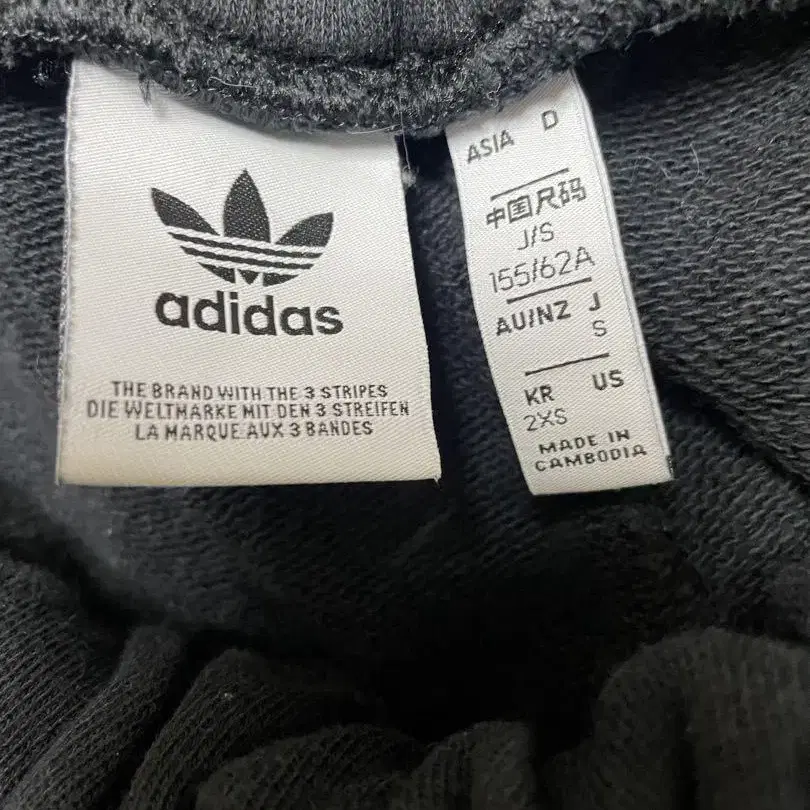 adidas
THE BRAND WITH THE 3 STRIPES
DIE WELTMARKE MIT DEN 3 STREIFEN
LA MARQUE AUX 3 BANDES
ASIA D
中国尺码
J/S
155/62A
AU/NZ J
S
KR US
2XS
MADE IN
CAMBODIA